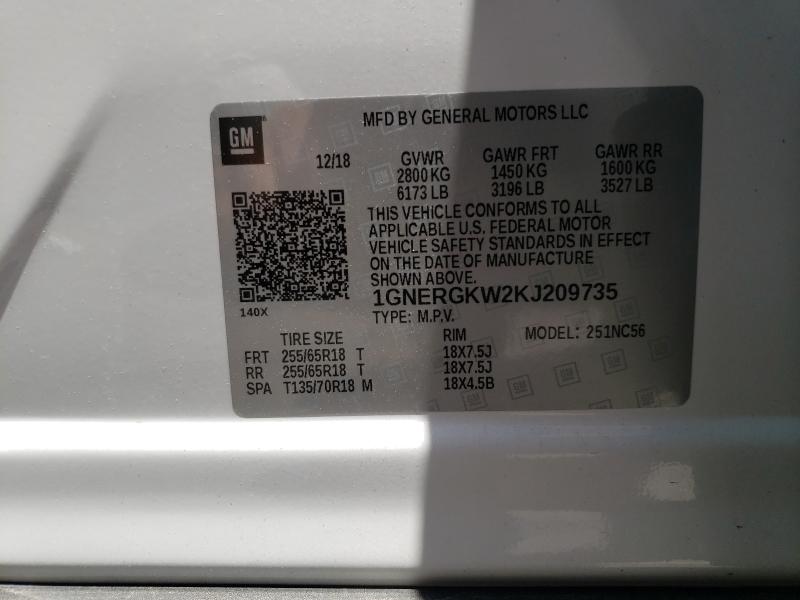 MFD BY GENERAL MOTORS LLC
GM
12/18 GVWR GAWR FRT GAWR RR
2800 KG 1450 KG 1600 KG
6173 LB 3196 LB 3527 LB
THIS VEHICLE CONFORMS TO ALL
APPLICABLE U.S. FEDERAL MOTOR
VEHICLE SAFETY STANDARDS IN EFFECT
ON THE DATE OF MANUFACTURE
SHOWN ABOVE.
140X
1GNERGKW2KJ209735
TYPE: M.P.V.
TIRE SIZE RIM MODEL: 251NC56
FRT 255/65R18 T 18X7.5J
RR 255/65R18 T 18X7.5J
SPA T135/70R18 M 18X4.5B